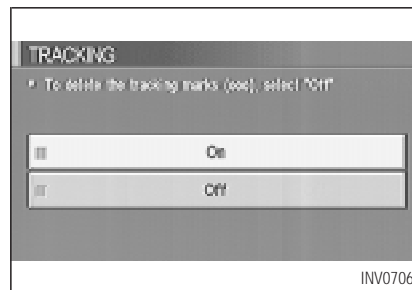 TRACKING
To delete the tracking marks (ooo), select "Off"
On
Off
INV0706